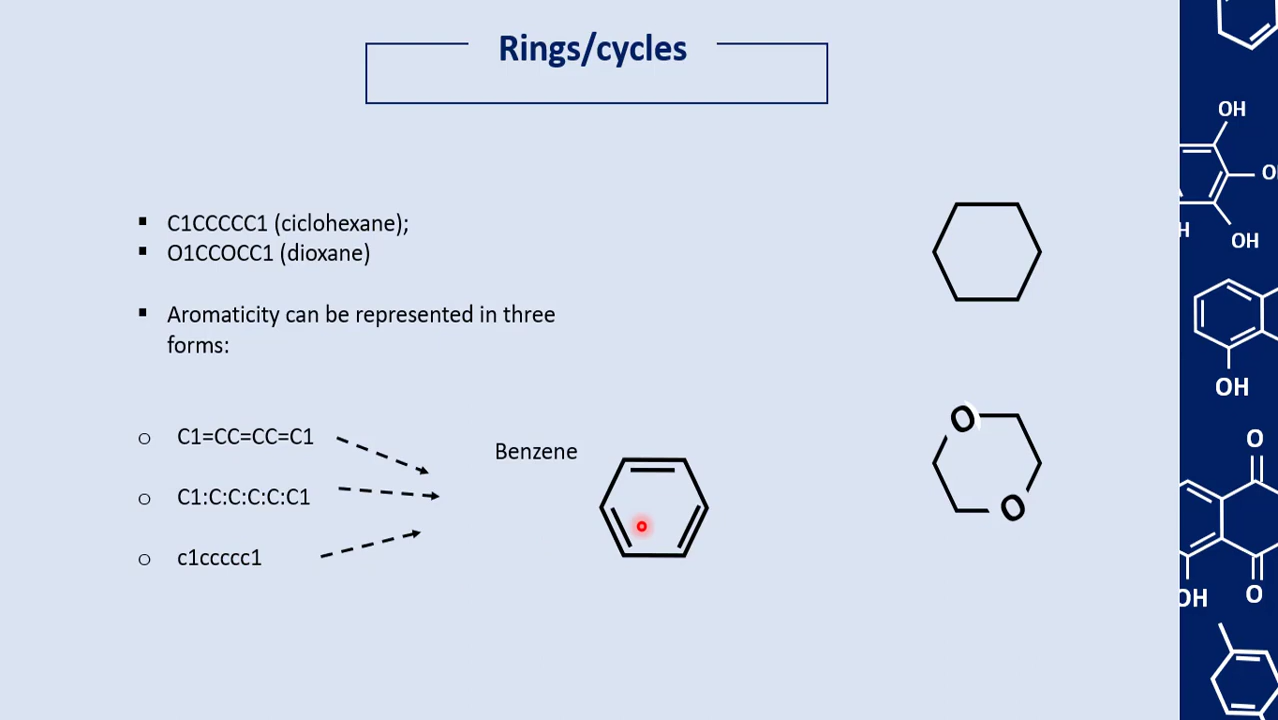 Rings/cycles
C1CCCCC1 (ciclohexane);
O1CCOCC1 (dioxane)
Aromaticity can be represented in three
forms:
C1=CC=CC=C1
C1:C:C:C:C:C1
c1ccccc1
Benzene
O
O
OH
O
H
OH
OH
O
OH
O